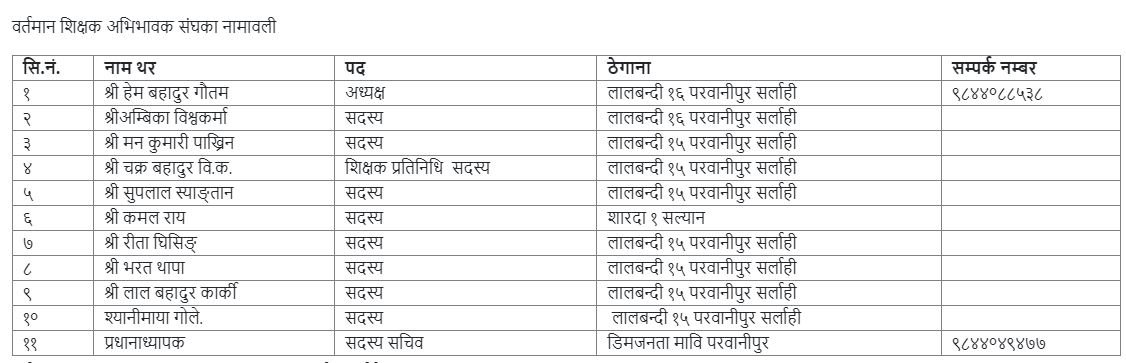 वर्तमान शिक्षक अभिभावक संघका नामावली
सि.नं. नाम थर पद ठेगाना सम्पर्क नम्बर
१ श्री हेम बहादुर गौतम अध्यक्ष लालबन्दी १६ परवानीपुर सर्लाही ९८४४०८८५३८
२ श्रीअम्बिका विश्वकर्मा सदस्य लालबन्दी १६ परवानीपुर सर्लाही
३ श्री मन कुमारी पाख्रिन सदस्य लालबन्दी १५ परवानीपुर सर्लाही
४ श्री चक्र बहादुर वि.क. शिक्षक प्रतिनिधि सदस्य लालबन्दी १५ परवानीपुर सर्लाही
५ श्री सुपलाल स्याङ्तान सदस्य लालबन्दी १५ परवानीपुर सर्लाही
६ श्री कमल राय सदस्य शारदा १ सल्यान
७ श्री रीता घिसिङ् सदस्य लालबन्दी १५ परवानीपुर सर्लाही
८ श्री भरत थापा सदस्य लालबन्दी १५ परवानीपुर सर्लाही
९ श्री लाल बहादुर कार्की सदस्य लालबन्दी १५ परवानीपुर सर्लाही
१० श्यानीमाया गोले. सदस्य लालबन्दी १५ परवानीपुर सर्लाही
११ प्रधानाध्यापक सदस्य सचिव डिमजनता मावि परवानीपुर ९८४४०४९४७७